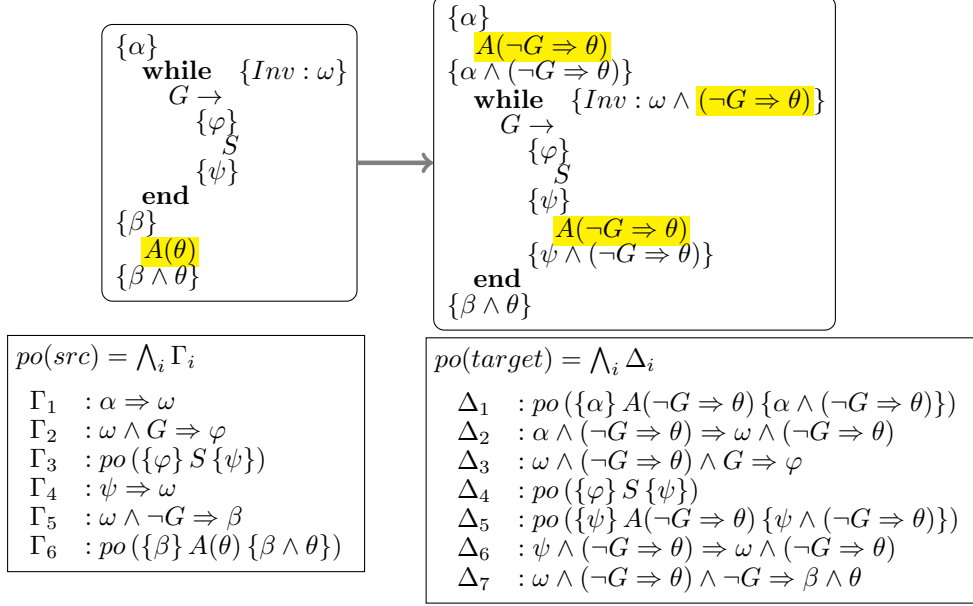 {α}
while {Inv : ω}
G →
{φ}
S
{ψ}
end
{β}
A(θ)
{β ∧ θ}
{α}
A(¬G ⇒ θ)
{α ∧ (¬G ⇒ θ)}
while {Inv : ω ∧ (¬G ⇒ θ)}
G →
{φ}
S
{ψ}
A(¬G ⇒ θ)
{ψ ∧ (¬G ⇒ θ)}
end
{β ∧ θ}
po(src) = ⋀ᵢ Γᵢ
Γ₁ : α ⇒ ω
Γ₂ : ω ∧ G ⇒ φ
Γ₃ : po ({φ} S {ψ})
Γ₄ : ψ ⇒ ω
Γ₅ : ω ∧ ¬G ⇒ β
Γ₆ : po ({β} A(θ) {β ∧ θ})
po(target) = ⋀ᵢ Δᵢ
Δ₁ : po ({α} A(¬G ⇒ θ) {α ∧ (¬G ⇒ θ)})
Δ₂ : α ∧ (¬G ⇒ θ) ⇒ ω ∧ (¬G ⇒ θ)
Δ₃ : ω ∧ (¬G ⇒ θ) ∧ G ⇒ φ
Δ₄ : po ({φ} S {ψ})
Δ₅ : po ({ψ} A(¬G ⇒ θ) {ψ ∧ (¬G ⇒ θ)})
Δ₆ : ψ ∧ (¬G ⇒ θ) ⇒ ω ∧ (¬G ⇒ θ)
Δ₇ : ω ∧ (¬G ⇒ θ) ∧ ¬G ⇒ β ∧ θ